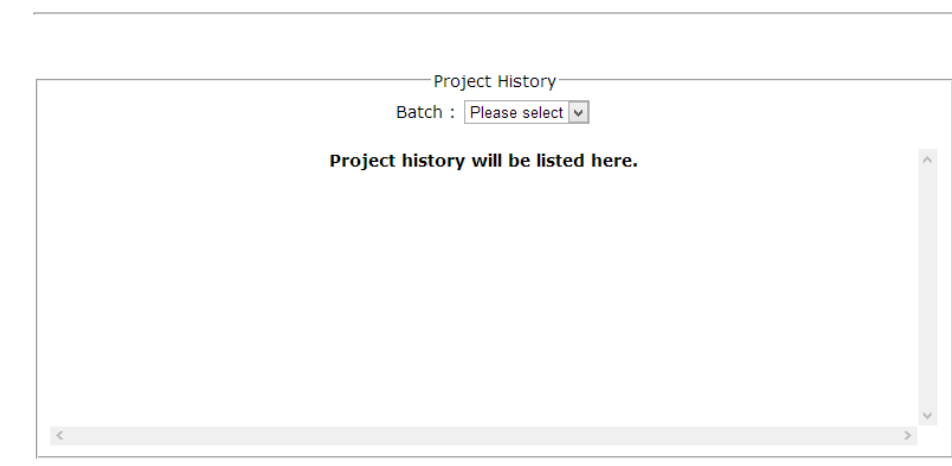 Project History
Batch : Please select
Project history will be listed here.